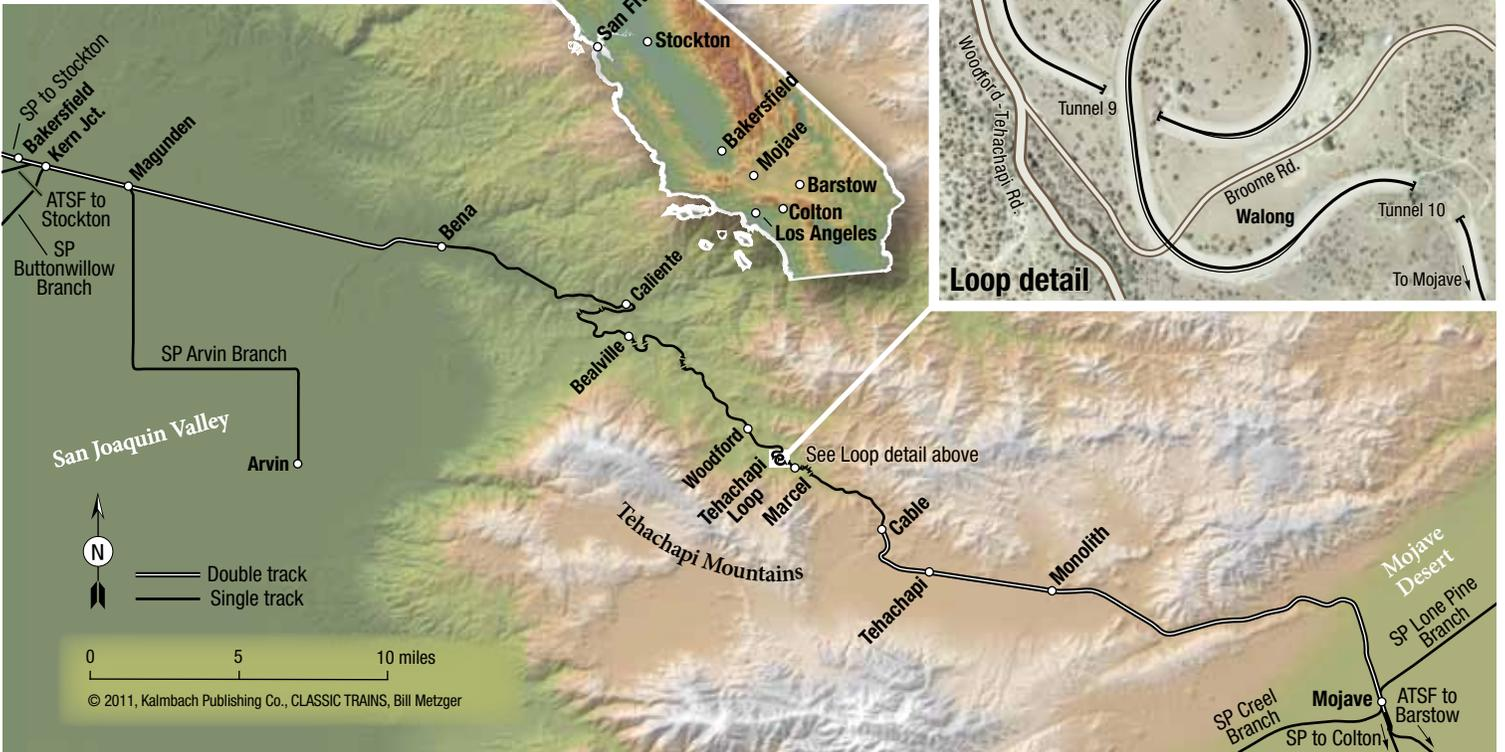 SP to Stockton
Bakersfield
Kern Jct.
Magunden
ATSF to
Stockton
SP
Buttonwillow
Branch
Bena
Caliente
Bealville
SP Arvin Branch
San Joaquin Valley
Arvin
Woodford
Tehachapi
Loop
Marcel
See Loop detail above
Tehachapi Mountains
Cable
Tehachapi
Monolith
Mojave
Desert
SP Lone Pine
Branch
Mojave
ATSF to
Barstow
SP Creel
Branch
SP to Colton
N
Double track
Single track
0 5 10 miles
© 2011, Kalmbach Publishing Co., CLASSIC TRAINS, Bill Metzger
San
Stockton
Bakersfield
Mojave
Barstow
Colton
Los Angeles
Woodford - Tehachapi Rd.
Tunnel 9
Broome Rd.
Walong
Tunnel 10
To Mojave
Loop detail